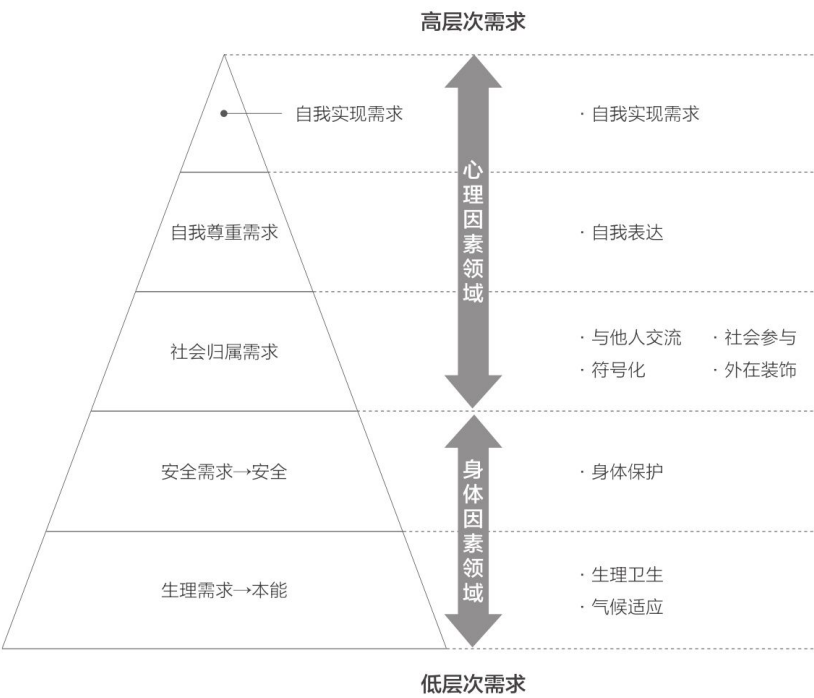 高层次需求
自我实现需求 · 自我实现需求
自我尊重需求 · 自我表达
社会归属需求 · 与他人交流 · 社会参与
· 符号化 · 外在装饰
心理因素领域
安全需求→安全 · 身体保护
生理需求→本能 · 生理卫生
· 气候适应
身体因素领域
低层次需求